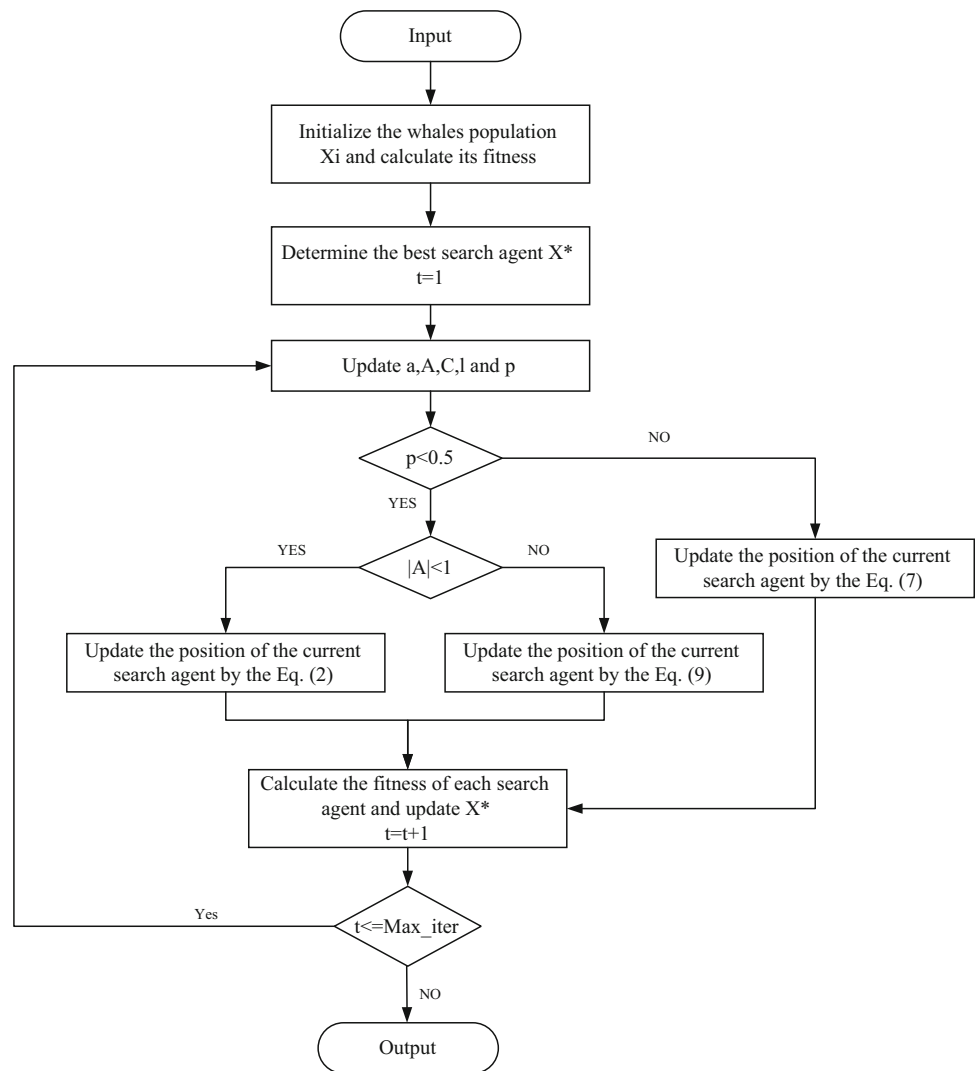 Input
Initialize the whales population
Xi and calculate its fitness
Determine the best search agent X*
t=1
Update a,A,C,l and p
p<0.5
NO
YES
|A|<1
YES
NO
Update the position of the current
search agent by the Eq. (7)
Update the position of the current
search agent by the Eq. (2)
Update the position of the current
search agent by the Eq. (9)
Calculate the fitness of each search
agent and update X*
t=t+1
t<=Max_iter
Yes
NO
Output